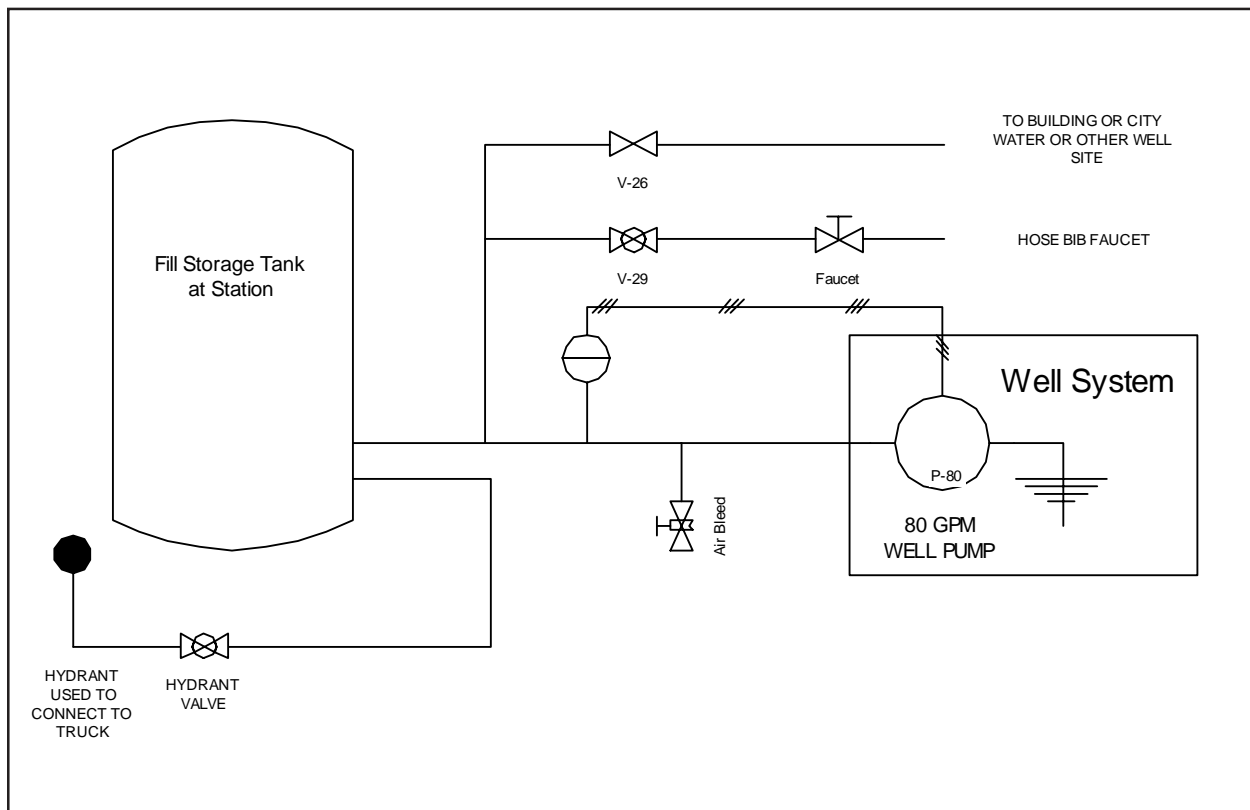 TO BUILDING OR CITY
WATER OR OTHER WELL
SITE
V-26
HOSE BIB FAUCET
V-29
Faucet
Fill Storage Tank
at Station
Well System
P-80
80 GPM
WELL PUMP
Air Bleed
HYDRANT
USED TO
CONNECT TO
TRUCK
HYDRANT
VALVE